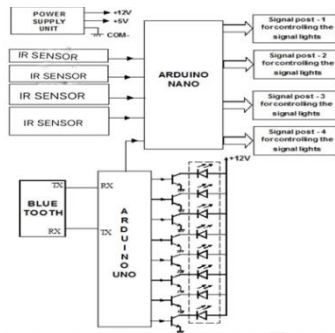 POWER
SUPPLY
UNIT
+12V
+5V
COM-
IR SENSOR
IR SENSOR
IR SENSOR
IR SENSOR
ARDUINO
NANO
Signal post - 1
for controlling the
signal lights
Signal post - 2
for controlling the
signal lights
Signal post - 3
for controlling the
signal lights
Signal post - 4
for controlling the
signal lights
+12V
TX
RX
BLUE
TOOTH
RX
TX
ARDUINO
UNO